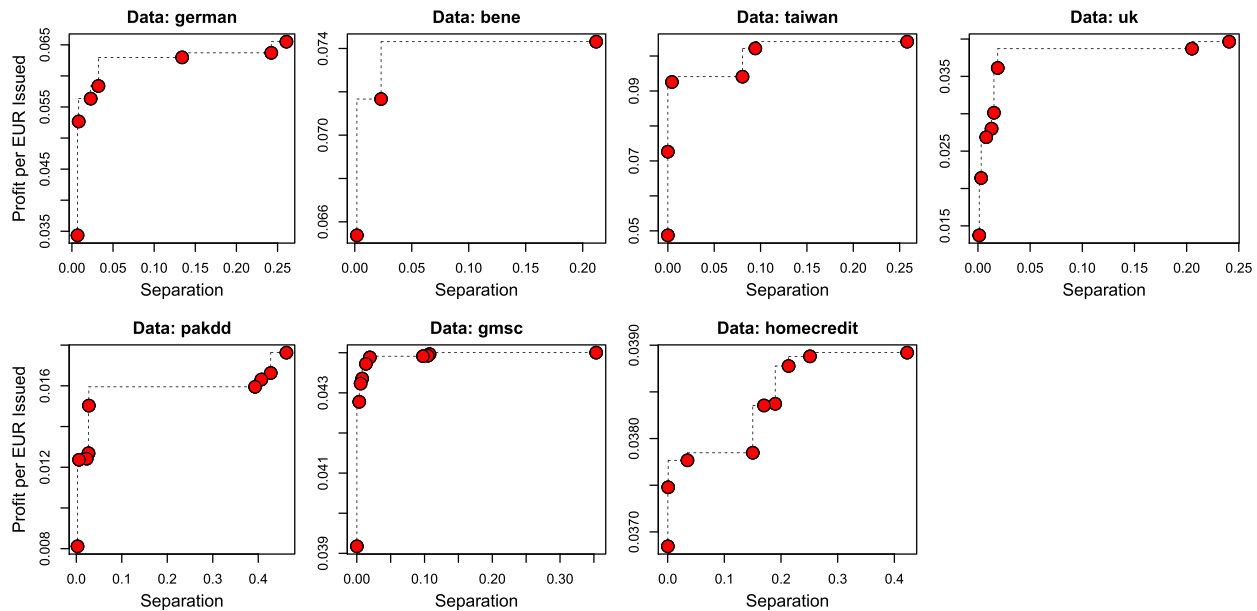 Data: german
Profit per EUR Issued
0.065
0.055
0.045
0.035
0.00 0.05 0.10 0.15 0.20 0.25
Separation
Data: bene
0.074
0.070
0.066
0.00 0.05 0.10 0.15 0.20
Separation
Data: taiwan
0.09
0.07
0.05
0.00 0.05 0.10 0.15 0.20 0.25
Separation
Data: uk
0.035
0.025
0.015
0.00 0.05 0.10 0.15 0.20 0.25
Separation
Data: pakdd
Profit per EUR Issued
0.016
0.012
0.008
0.0 0.1 0.2 0.3 0.4
Separation
Data: gmsc
0.043
0.041
0.039
0.00 0.10 0.20 0.30
Separation
Data: homecredit
0.0390
0.0380
0.0370
0.0 0.1 0.2 0.3 0.4
Separation